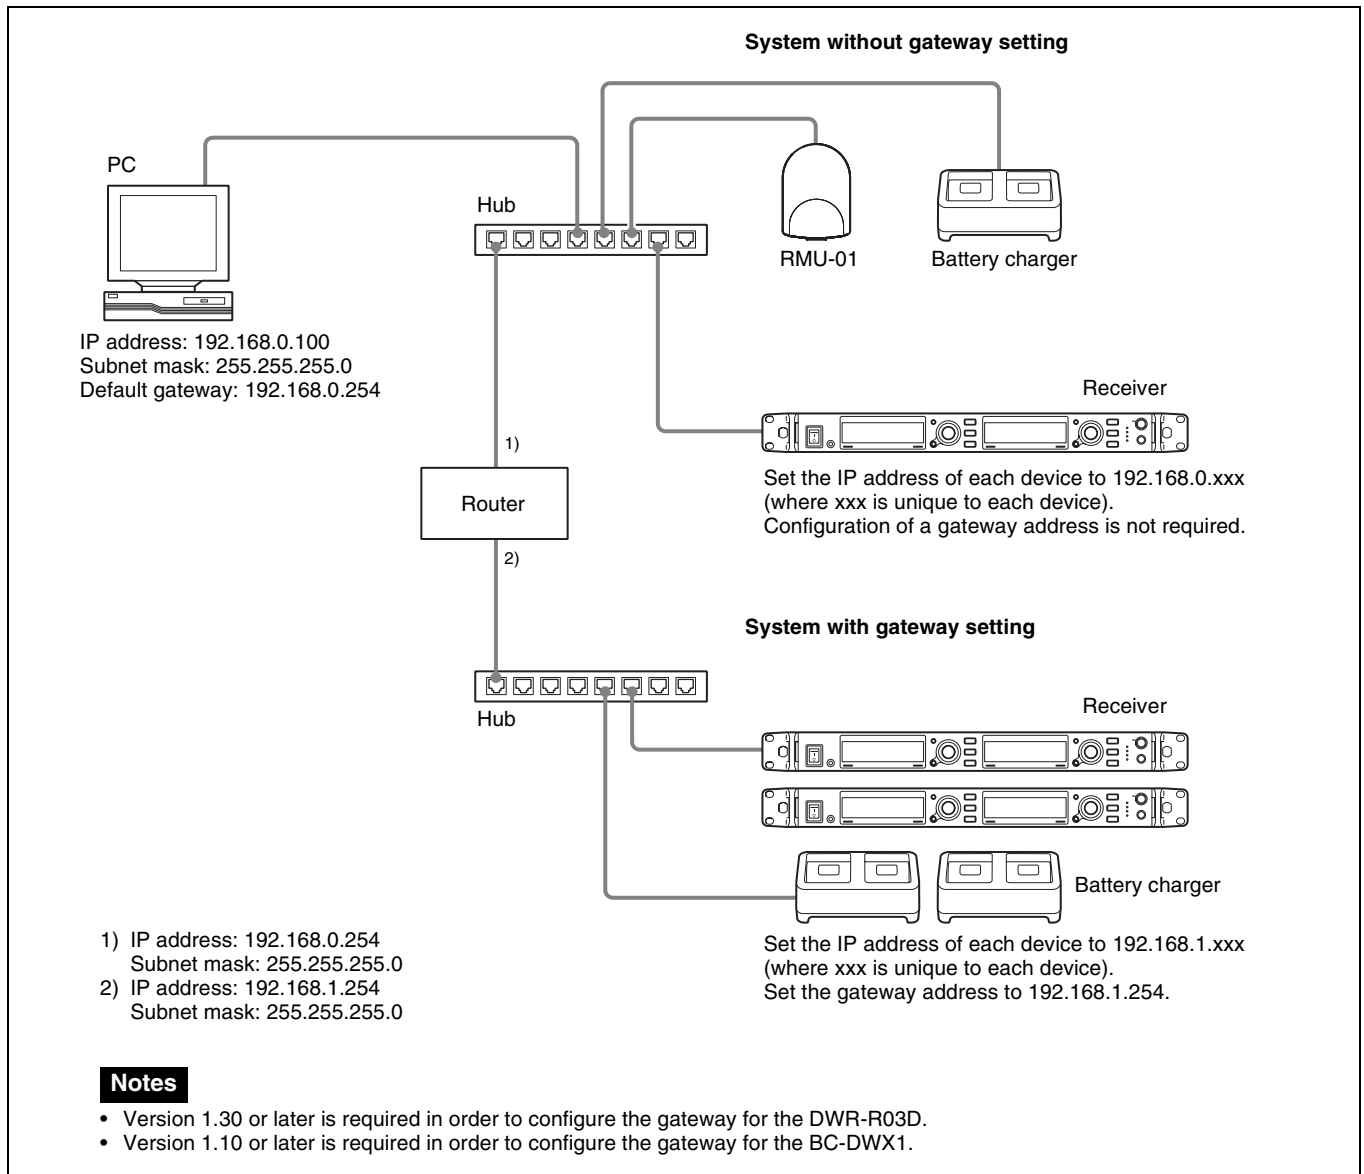 System without gateway setting
PC
Hub
RMU-01
Battery charger
IP address: 192.168.0.100
Subnet mask: 255.255.255.0
Default gateway: 192.168.0.254
Receiver
1)
Router
Set the IP address of each device to 192.168.0.xxx
(where xxx is unique to each device).
Configuration of a gateway address is not required.
2)
System with gateway setting
Hub
Receiver
Battery charger
1) IP address: 192.168.0.254
Subnet mask: 255.255.255.0
2) IP address: 192.168.1.254
Subnet mask: 255.255.255.0
Set the IP address of each device to 192.168.1.xxx
(where xxx is unique to each device).
Set the gateway address to 192.168.1.254.
Notes
• Version 1.30 or later is required in order to configure the gateway for the DWR-R03D.
• Version 1.10 or later is required in order to configure the gateway for the BC-DWX1.